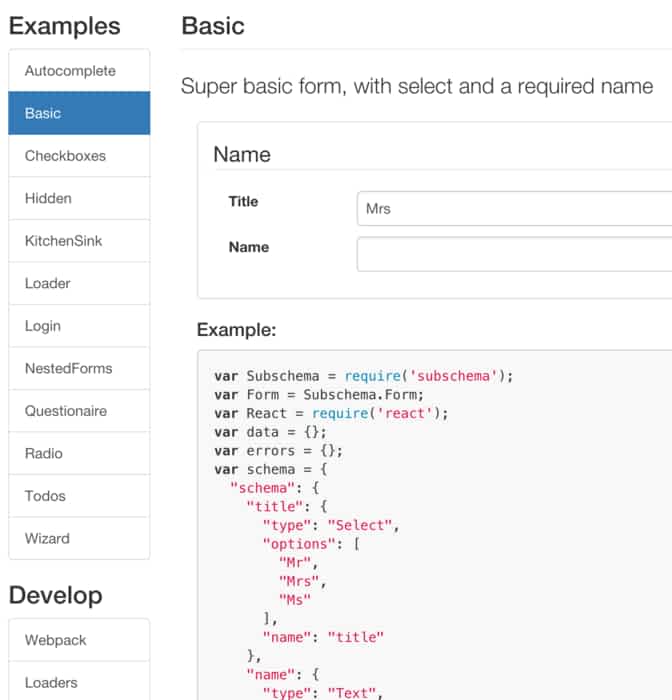 Examples
Autocomplete
Basic
Checkboxes
Hidden
KitchenSink
Loader
Login
NestedForms
Questionaire
Radio
Todos
Wizard
Develop
Webpack
Loaders
Basic
Super basic form, with select and a required name
Name
Title
Mrs
Name
Example:
var Subschema = require('subschema');
var Form = Subschema.Form;
var React = require('react');
var data = {};
var errors = {};
var schema = {
  "schema": {
    "title": {
      "type": "Select",
      "options": [
        "Mr",
        "Mrs",
        "Ms"
      ],
      "name": "title"
    },
    "name": {
      "type": "Text",